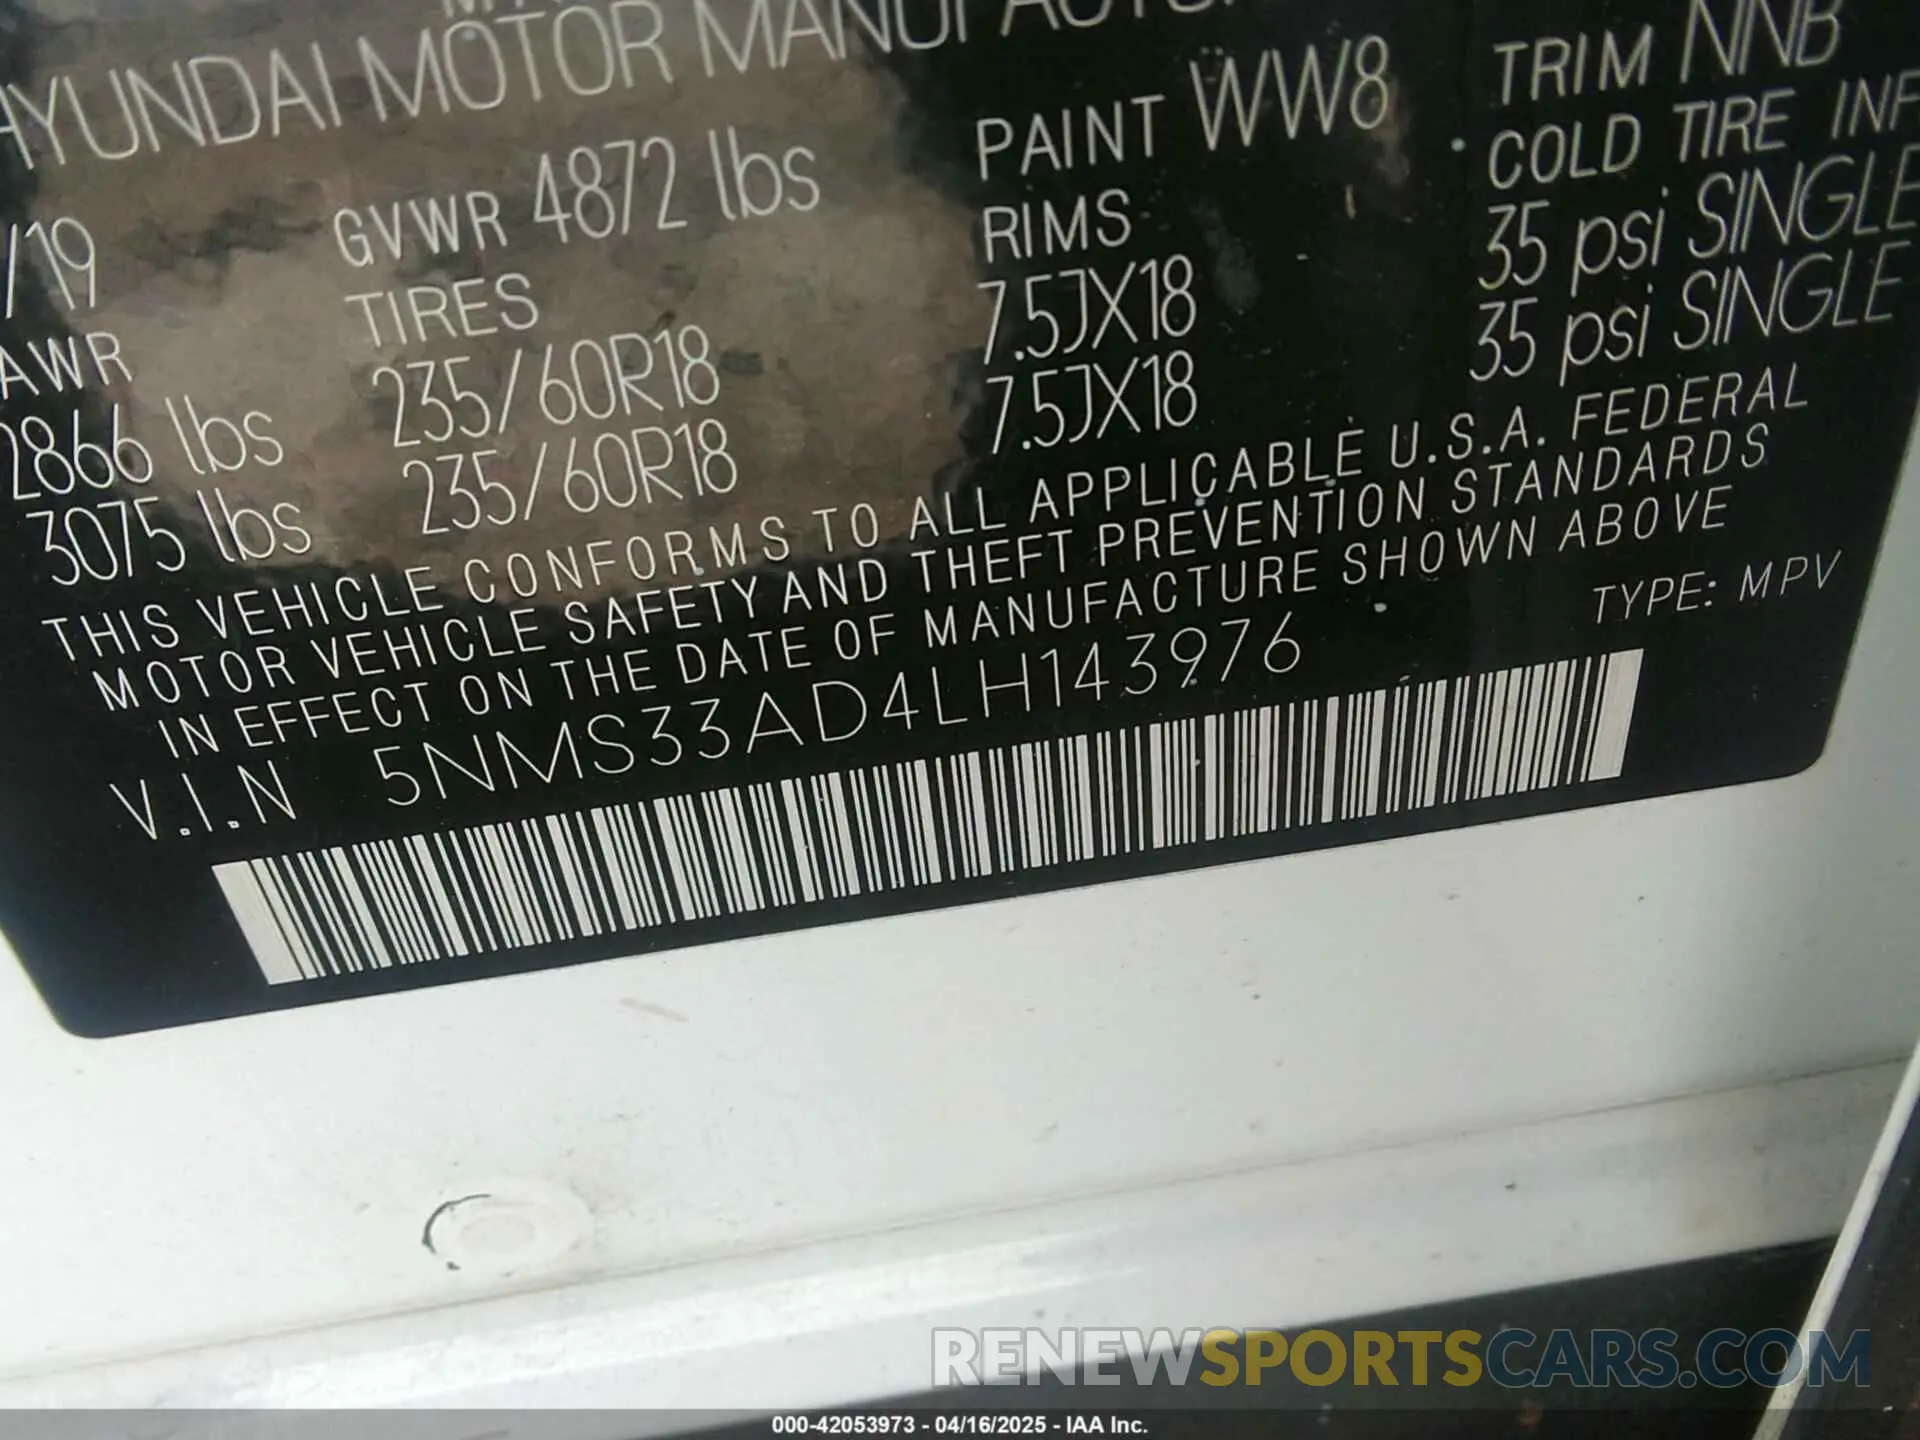 HYUNDAI MOTOR
/19 GVWR 4872 lbs PAINT WW8 TRIM NNB
TIRES RIMS COLD TIRE INF
2866 lbs 235/60R18 7.5JX18 35 psi SINGLE
3075 lbs 235/60R18 7.5JX18 35 psi SINGLE
THIS VEHICLE CONFORMS TO ALL APPLICABLE U.S.A. FEDERAL
MOTOR VEHICLE SAFETY AND THEFT PREVENTION STANDARDS
IN EFFECT ON THE DATE OF MANUFACTURE SHOWN ABOVE
V.I.N 5NMS33AD4LH143976 TYPE: MPV
RENEWSPORTSCARS.COM
000-42053973 - 04/16/2025 - IAA Inc.